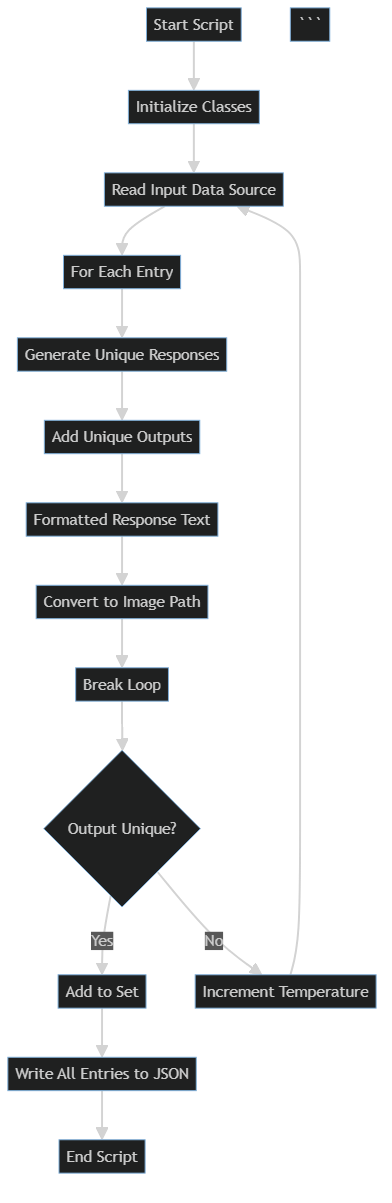 Start Script
```
Initialize Classes
Read Input Data Source
For Each Entry
Generate Unique Responses
Add Unique Outputs
Formatted Response Text
Convert to Image Path
Break Loop
Output Unique?
Yes
No
Add to Set
Increment Temperature
Write All Entries to JSON
End Script